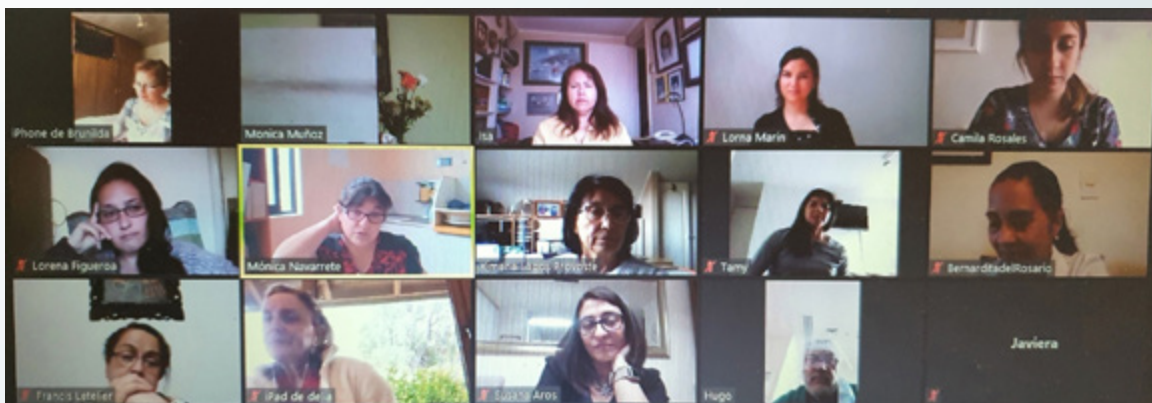 iPhone de Brunilda
Monica Muñoz
Isa
Lorna Marin
Camila Rosales
Lorena Figueroa
Mónica Navarrete
Tamy
BernarditadelRosario
Francis Letelier
iPad de delia
Susana Aros
Hugo
Javiera